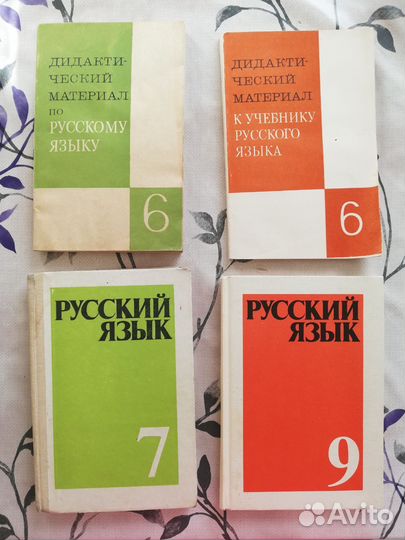 ДИДАКТИ-
ЧЕСКИЙ
МАТЕРИАЛ
ПО
РУССКОМУ
ЯЗЫКУ
6
ДИДАКТИ-
ЧЕСКИЙ
МАТЕРИАЛ
К УЧЕБНИКУ
РУССКОГО
ЯЗЫКА
6
РУССКИЙ
ЯЗЫК
7
РУССКИЙ
ЯЗЫК
9
Avito